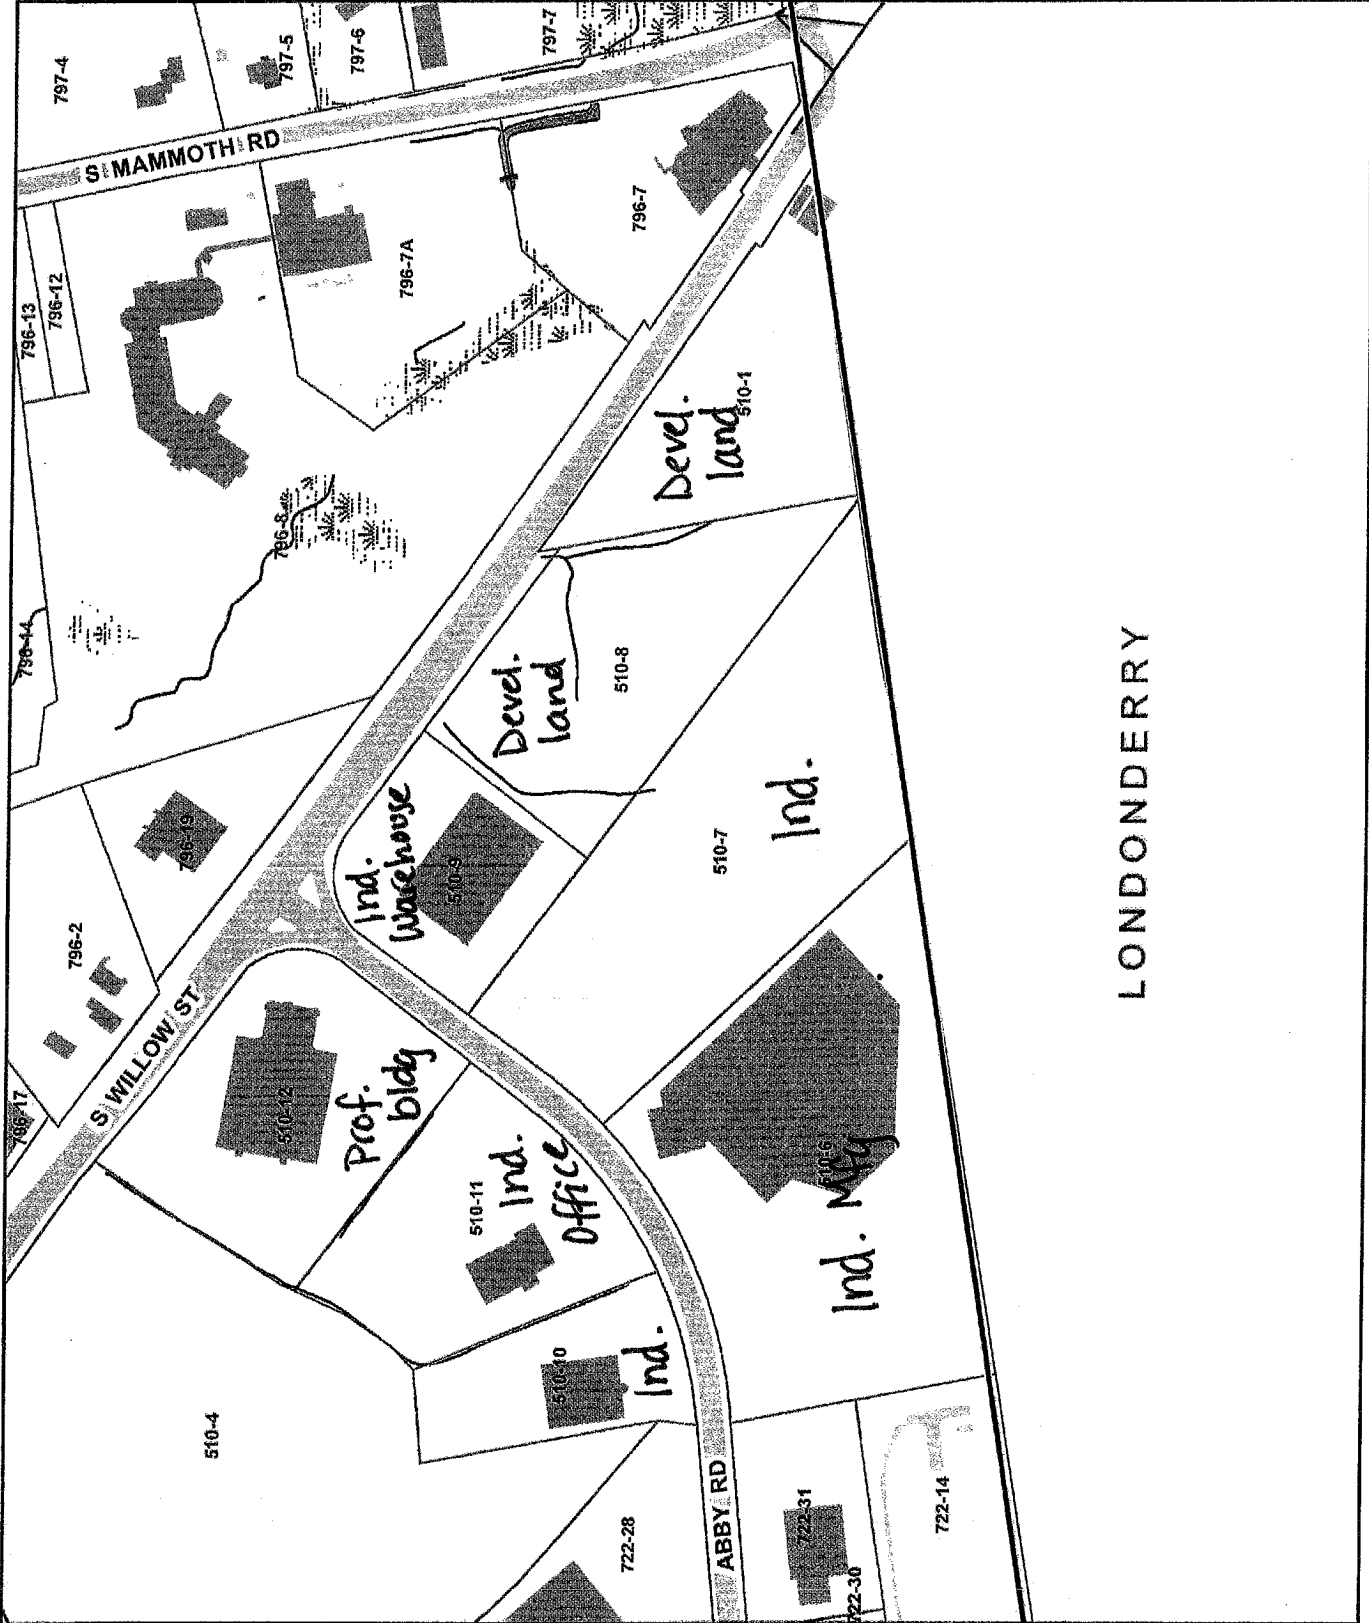 797-4
797-5
797-6
797-7
S MAMMOTH RD
796-13
796-12
796-7A
796-7
796-8
510-1
Devel.
land
796-14
Devel.
land
510-8
796-19
Ind.
Warehouse
510-9
510-7
Ind.
796-2
S WILLOW ST
796-17
510-12
Prof.
bldg
510-11
Ind.
Office
510-6
Ind. Mfg
510-4
510-10
Ind.
ABBY RD
722-28
722-31
722-30
722-14
LONDONDERRY